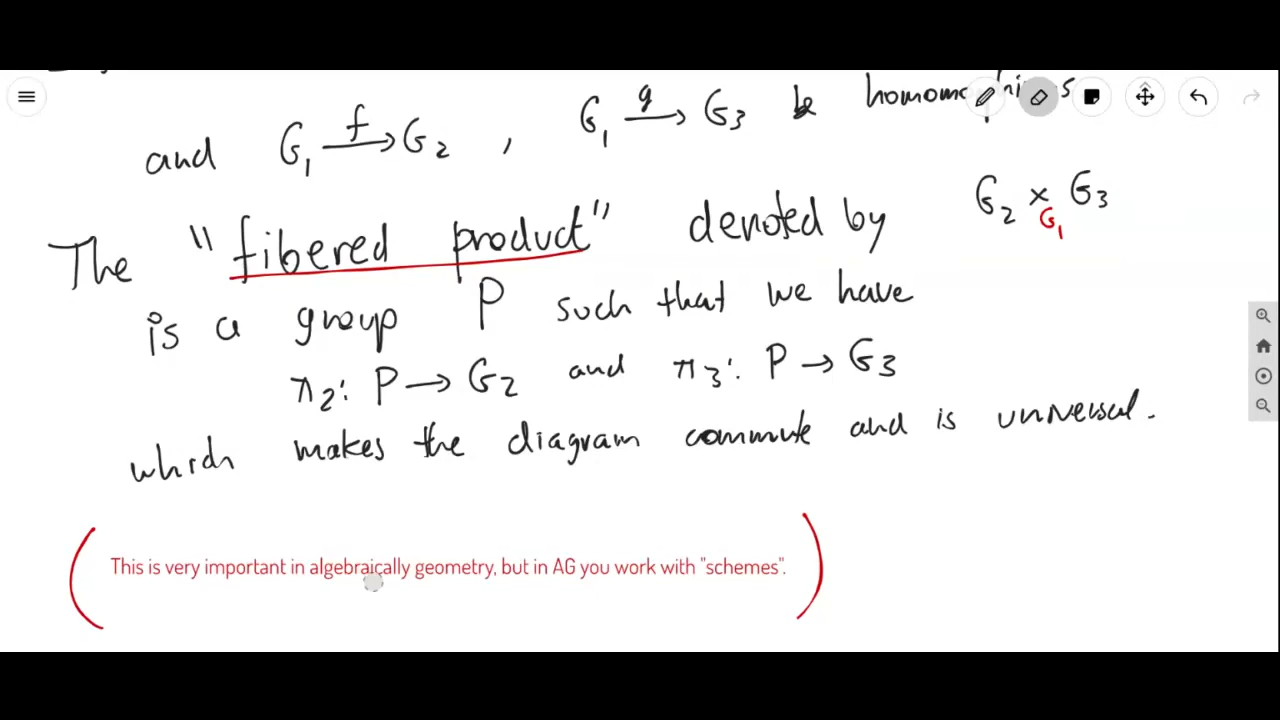 and G₁ —f→ G₂ , G₁ —g→ G₃ be
The "fibered product" denoted by G₂ ×_G₁ G₃
is a group P such that we have
π₂: P → G₂ and π₃: P → G₃
which makes the diagram commute and is universal.
(This is very important in algebraically geometry, but in AG you work with "schemes".)